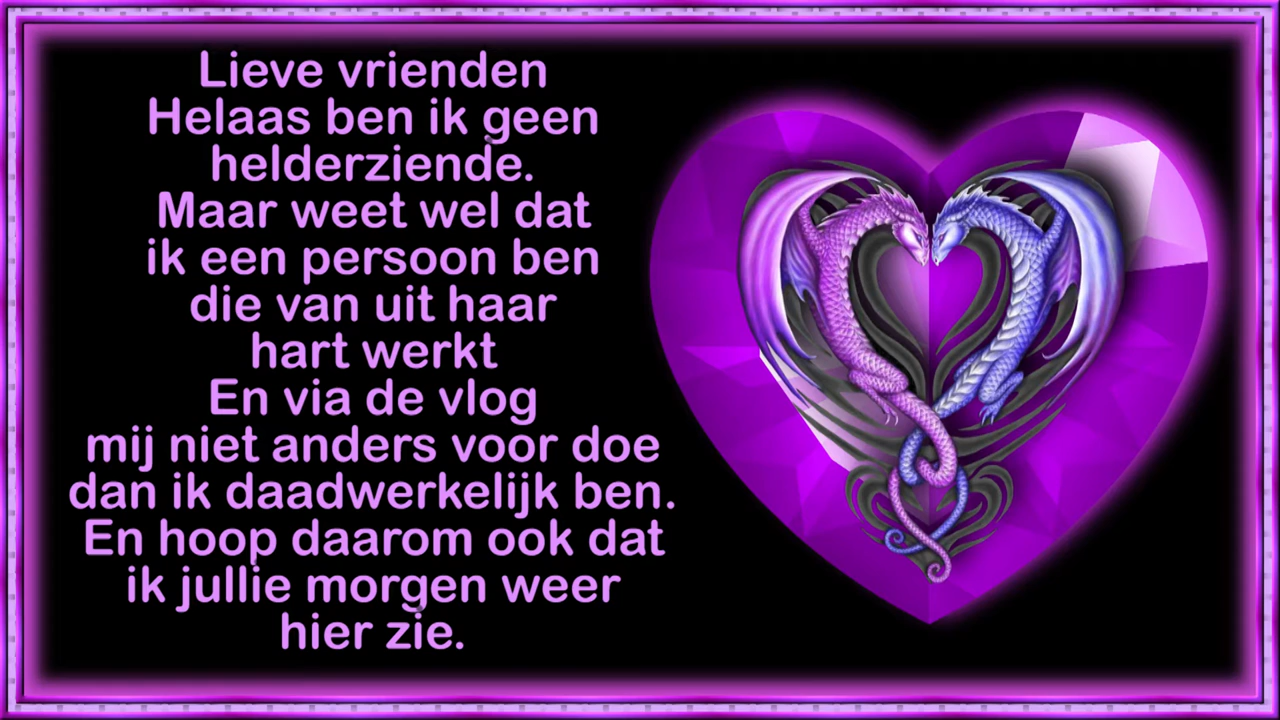 Lieve vrienden
Helaas ben ik geen
helderziende.
Maar weet wel dat
ik een persoon ben
die van uit haar
hart werkt
En via de vlog
mij niet anders voor doe
dan ik daadwerkelijk ben.
En hoop daarom ook dat
ik jullie morgen weer
hier zie.